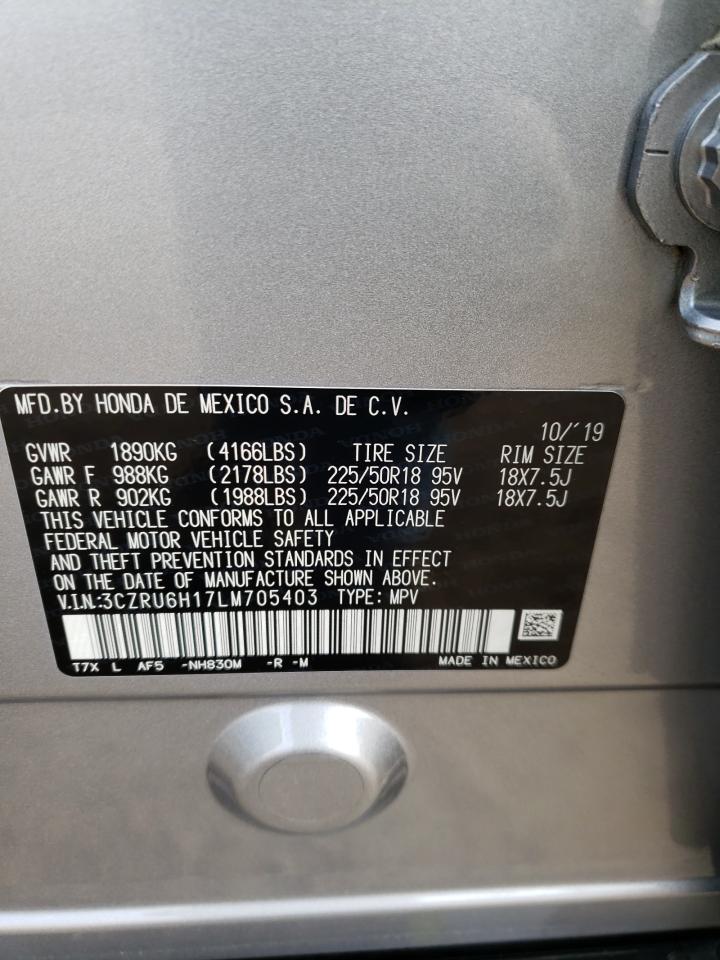 MFD.BY HONDA DE MEXICO S.A. DE C.V.
10/'19
GVWR 1890KG (4166LBS) TIRE SIZE RIM SIZE
GAWR F 988KG (2178LBS) 225/50R18 95V 18X7.5J
GAWR R 902KG (1988LBS) 225/50R18 95V 18X7.5J
THIS VEHICLE CONFORMS TO ALL APPLICABLE
FEDERAL MOTOR VEHICLE SAFETY
AND THEFT PREVENTION STANDARDS IN EFFECT
ON THE DATE OF MANUFACTURE SHOWN ABOVE.
V.I.N.:3CZRU6H17LM705403 TYPE: MPV
T7X L AF5 -NH830M -R -M MADE IN MEXICO